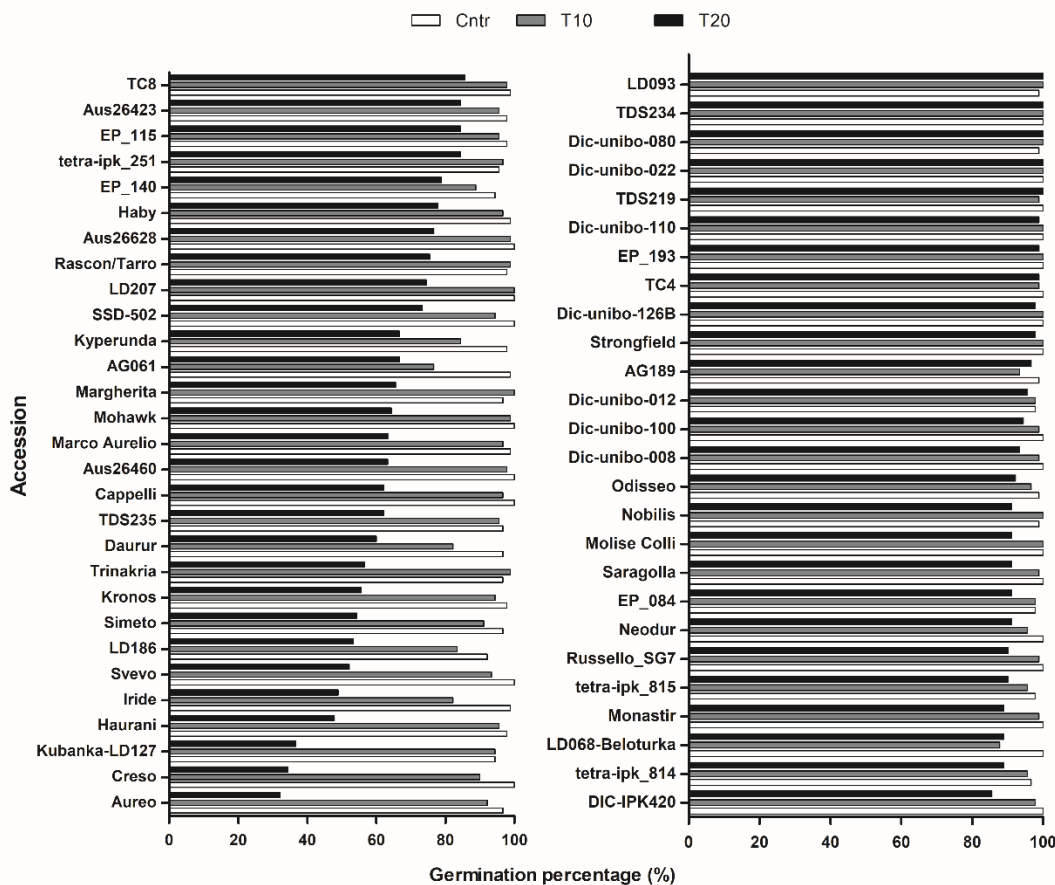 Cntr T10 T20
Accession
TC8
Aus26423
EP_115
tetra-ipk_251
EP_140
Haby
Aus26628
Rascon/Tarro
LD207
SSD-502
Kyperunda
AG061
Margherita
Mohawk
Marco Aurelio
Aus26460
Cappelli
TDS235
Daurur
Trinakria
Kronos
Simeto
LD186
Svevo
Iride
Haurani
Kubanka-LD127
Creso
Aureo
0 20 40 60 80 100
LD093
TDS234
Dic-unibo-080
Dic-unibo-022
TDS219
Dic-unibo-110
EP_193
TC4
Dic-unibo-126B
Strongfield
AG189
Dic-unibo-012
Dic-unibo-100
Dic-unibo-008
Odisseo
Nobilis
Molise Colli
Saragolla
EP_084
Neodur
Russello_SG7
tetra-ipk_815
Monastir
LD068-Beloturka
tetra-ipk_814
DIC-IPK420
0 20 40 60 80 100
Germination percentage (%)